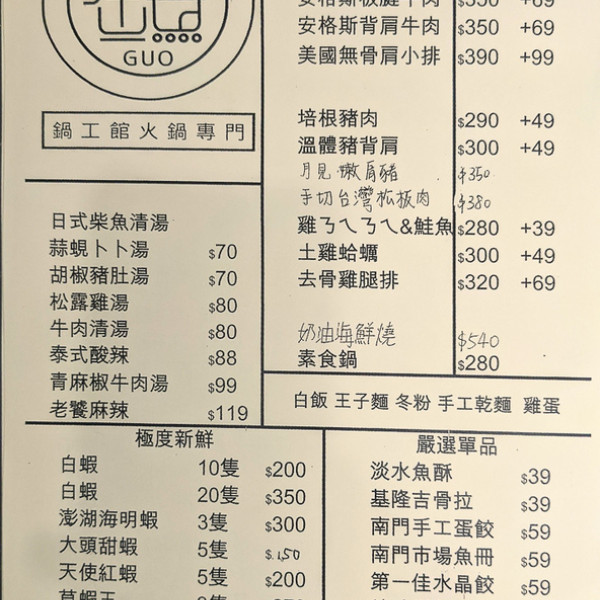 GUO
鍋工館火鍋專門
日式柴魚清湯
蒜蜆卜卜湯 $70
胡椒豬肚湯 $70
松露雞湯 $80
牛肉清湯 $80
泰式酸辣 $88
青麻椒牛肉湯 $99
老饕麻辣 $119
安格斯板腱牛肉 $350 +69
安格斯背肩牛肉 $350 +69
美國無骨肩小排 $390 +99
培根豬肉 $290 +49
溫體豬背肩 $300 +49
月見嫩肩豬 $350
手切台灣松板肉 $380
雞ㄋㄟㄋㄟ&鮭魚 $280 +39
土雞蛤蠣 $300 +49
去骨雞腿排 $320 +69
奶油海鮮燒 $540
素食鍋 $280
白飯 王子麵 冬粉 手工乾麵 雞蛋
極度新鮮
白蝦 10隻 $200
白蝦 20隻 $350
澎湖海明蝦 3隻 $300
大頭甜蝦 5隻 $150
天使紅蝦 5隻 $200
嚴選單品
淡水魚酥 $39
基隆吉骨拉 $39
南門手工蛋餃 $59
南門市場魚冊 $59
第一佳水晶餃 $59